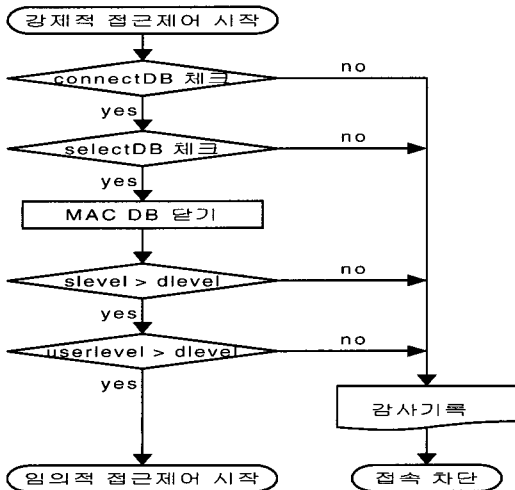 강제적 접근제어 시작
connectDB 체크
no
yes
selectDB 체크
no
yes
MAC DB 닫기
slevel > dlevel
no
yes
userlevel > dlevel
no
yes
감사기록
임의적 접근제어 시작
접속 차단